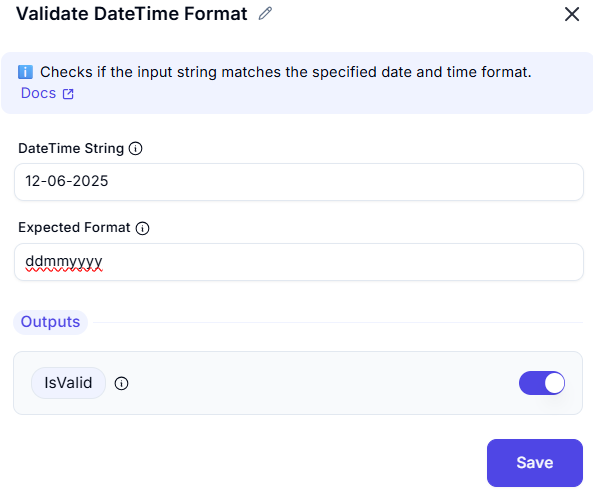 Validate DateTime Format
Checks if the input string matches the specified date and time format.
Docs
DateTime String
12-06-2025
Expected Format
ddmmyyyy
Outputs
IsValid
Save